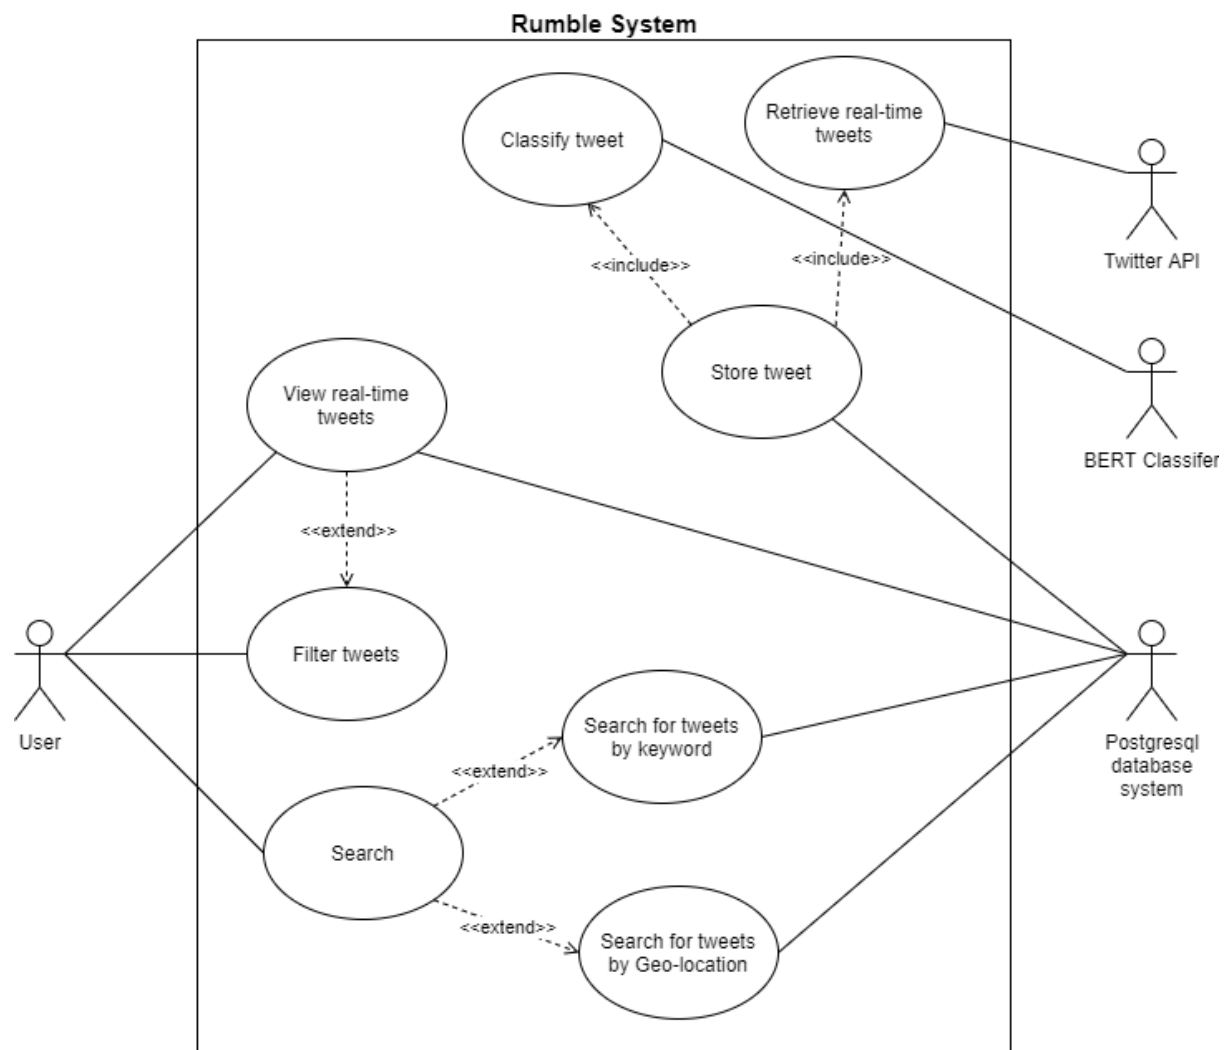 Rumble System
Classify tweet
Retrieve real-time
tweets
Twitter API
<<include>>
<<include>>
BERT Classifer
Store tweet
View real-time
tweets
<<extend>>
Filter tweets
User
Search for tweets
by keyword
Postgresql
database
system
<<extend>>
Search
<<extend>>
Search for tweets
by Geo-location